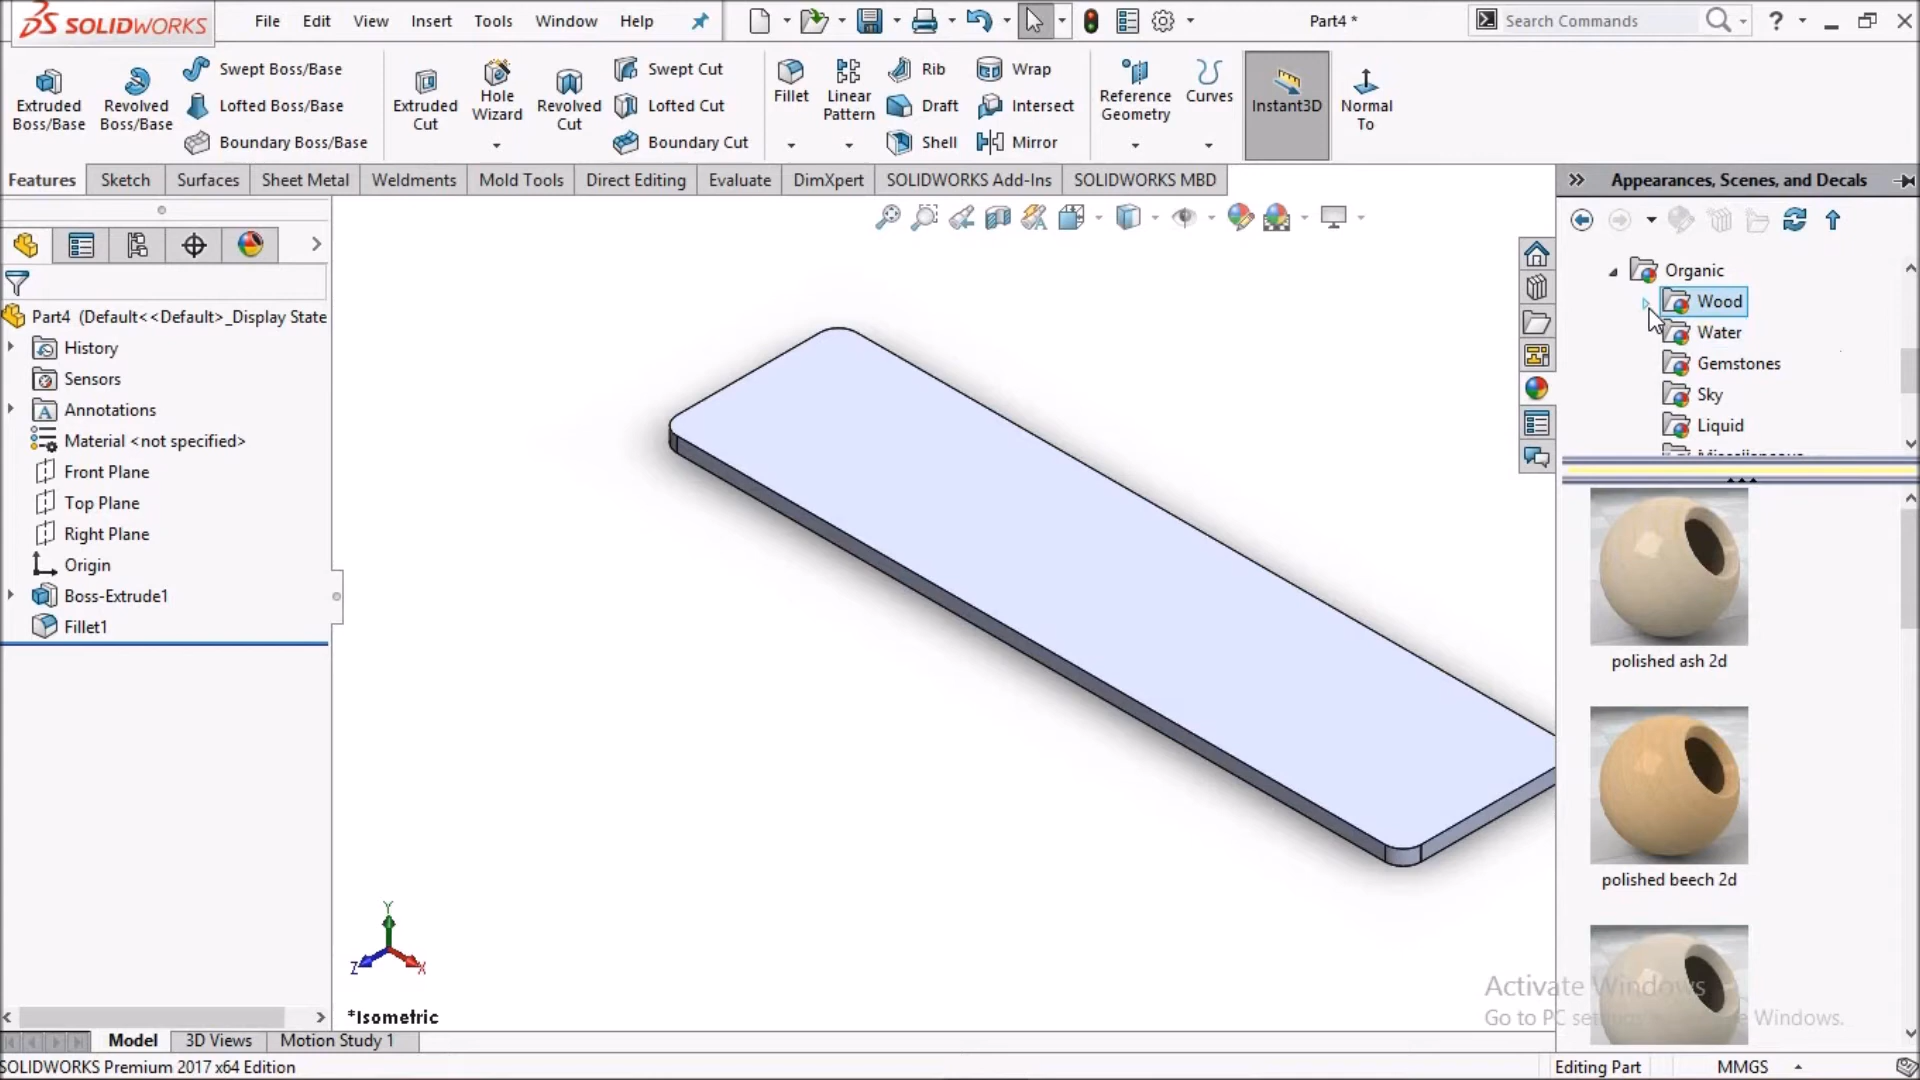 SOLIDWORKS
File Edit View Insert Tools Window Help
Part4 *
Search Commands
Extruded Boss/Base
Revolved Boss/Base
Swept Boss/Base
Lofted Boss/Base
Boundary Boss/Base
Extruded Cut
Hole Wizard
Revolved Cut
Swept Cut
Lofted Cut
Boundary Cut
Fillet
Linear Pattern
Rib
Draft
Shell
Wrap
Intersect
Mirror
Reference Geometry
Curves
Instant3D
Normal To
Features Sketch Surfaces Sheet Metal Weldments Mold Tools Direct Editing Evaluate DimXpert SOLIDWORKS Add-Ins SOLIDWORKS MBD
Part4 (Default<<Default>_Display State
History
Sensors
Annotations
Material <not specified>
Front Plane
Top Plane
Right Plane
Origin
Boss-Extrude1
Fillet1
Y
Z
X
*Isometric
Appearances, Scenes, and Decals
Organic
Wood
Water
Gemstones
Sky
Liquid
polished ash 2d
polished beech 2d
Activate Windows
Go to PC Windows.
Model 3D Views Motion Study 1
SOLIDWORKS Premium 2017 x64 Edition
Editing Part
MMGS